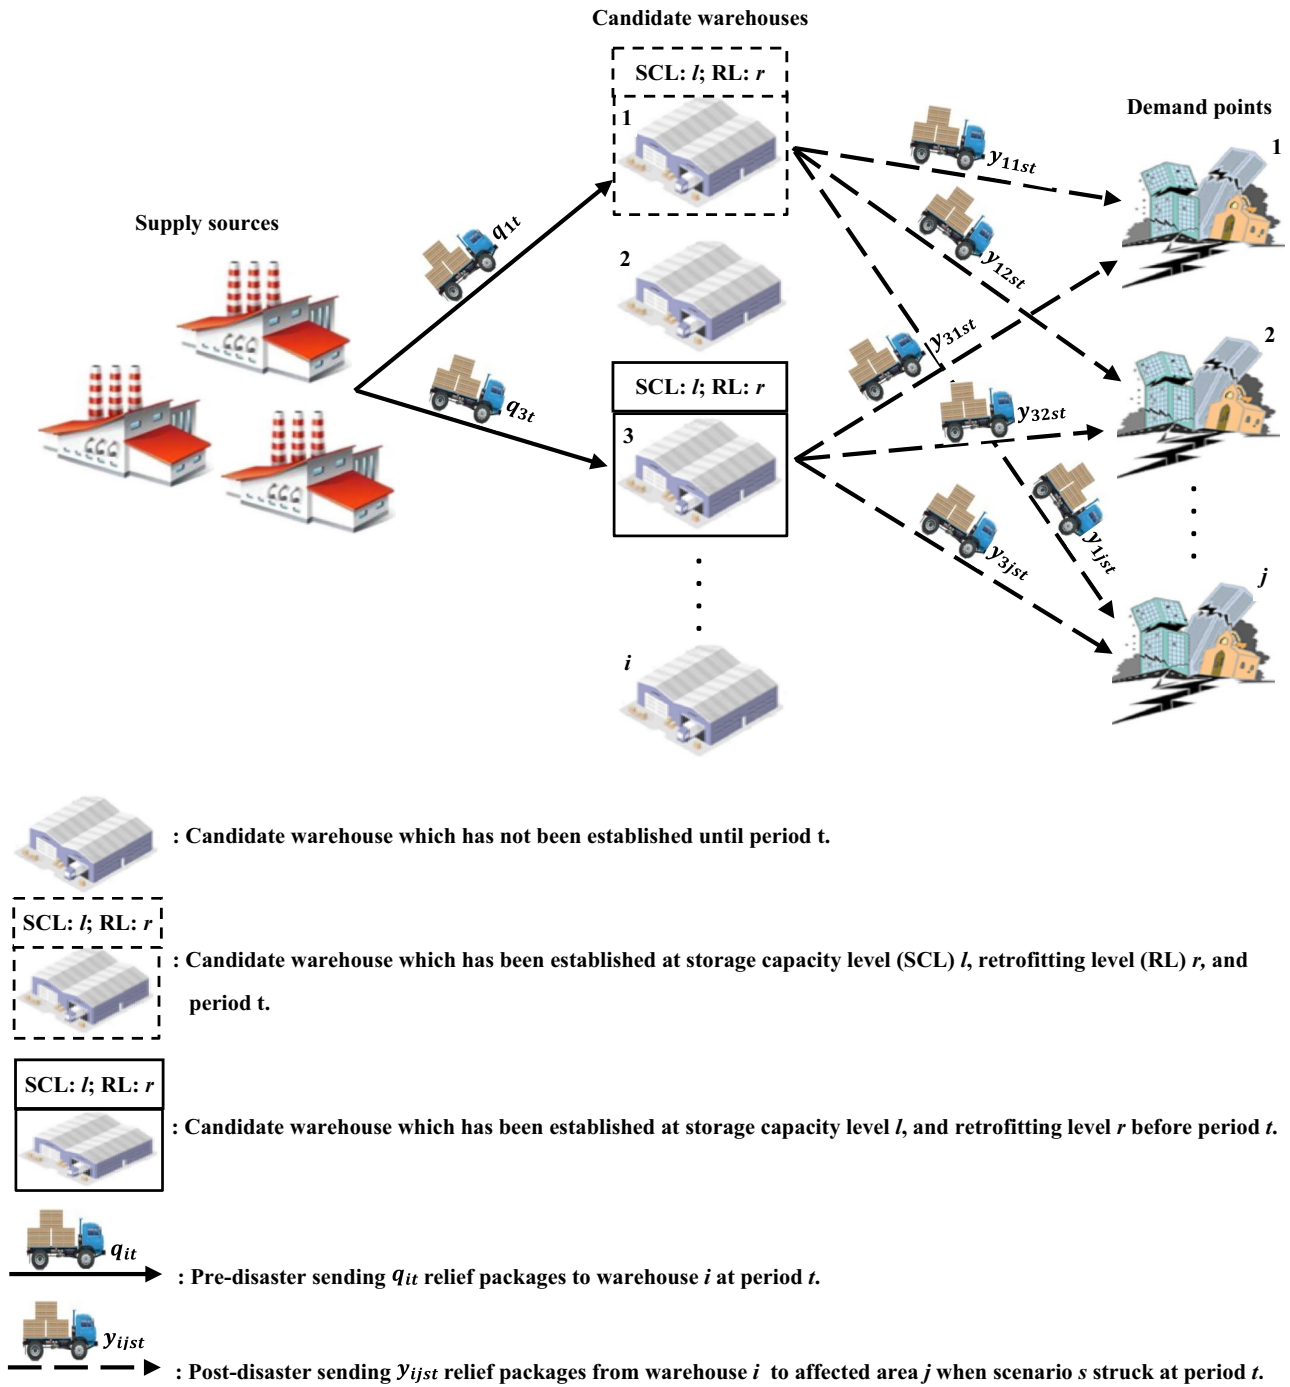 Candidate warehouses
SCL: l; RL: r
1
Demand points
1
y11st
Supply sources
q1t
y12st
2
y31st
2
SCL: l; RL: r
q3t
3
y32st
y1jst
y3jst
j
i
: Candidate warehouse which has not been established until period t.
SCL: l; RL: r
: Candidate warehouse which has been established at storage capacity level (SCL) l, retrofitting level (RL) r, and
period t.
SCL: l; RL: r
: Candidate warehouse which has been established at storage capacity level l, and retrofitting level r before period t.
qit
: Pre-disaster sending qit relief packages to warehouse i at period t.
yijst
: Post-disaster sending yijst relief packages from warehouse i to affected area j when scenario s struck at period t.